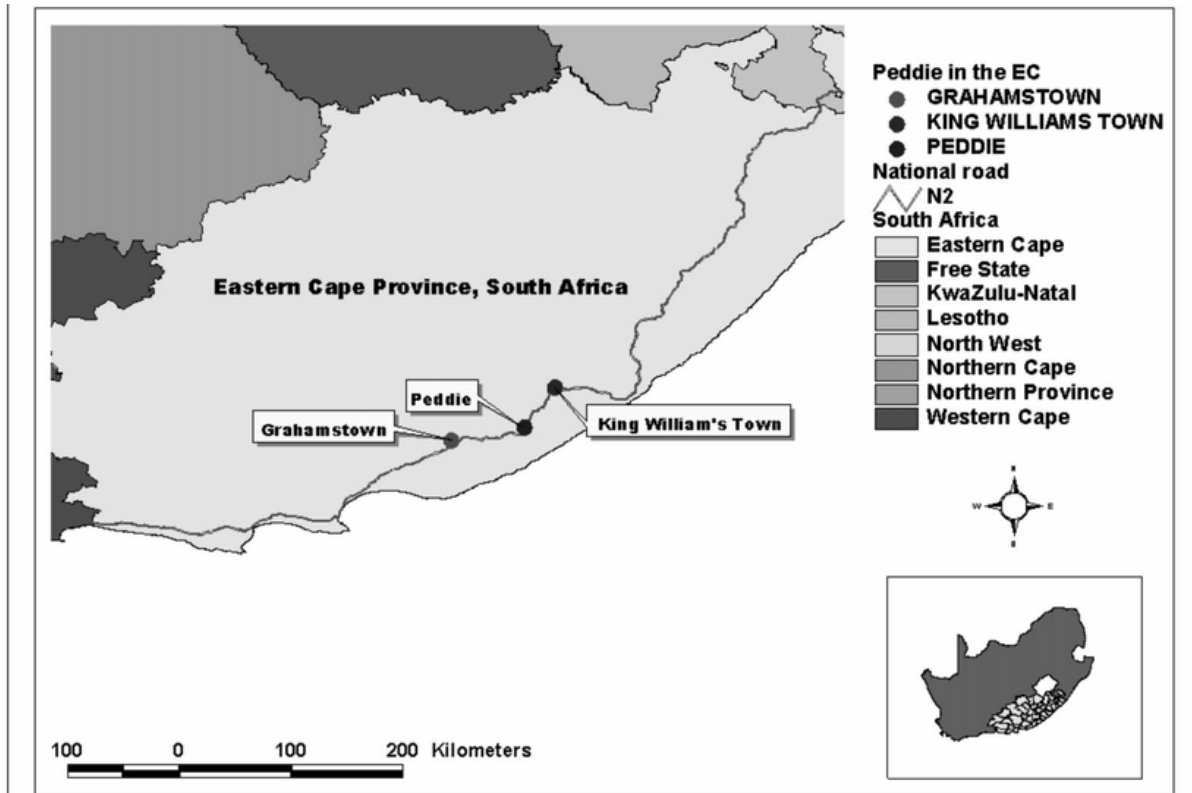 Peddie in the EC
GRAHAMSTOWN
KING WILLIAMS TOWN
PEDDIE
National road
N2
South Africa
Eastern Cape
Free State
KwaZulu-Natal
Lesotho
North West
Northern Cape
Northern Province
Western Cape
Eastern Cape Province, South Africa
Peddie
Grahamstown
King William's Town
N
W E
S
100 0 100 200 Kilometers